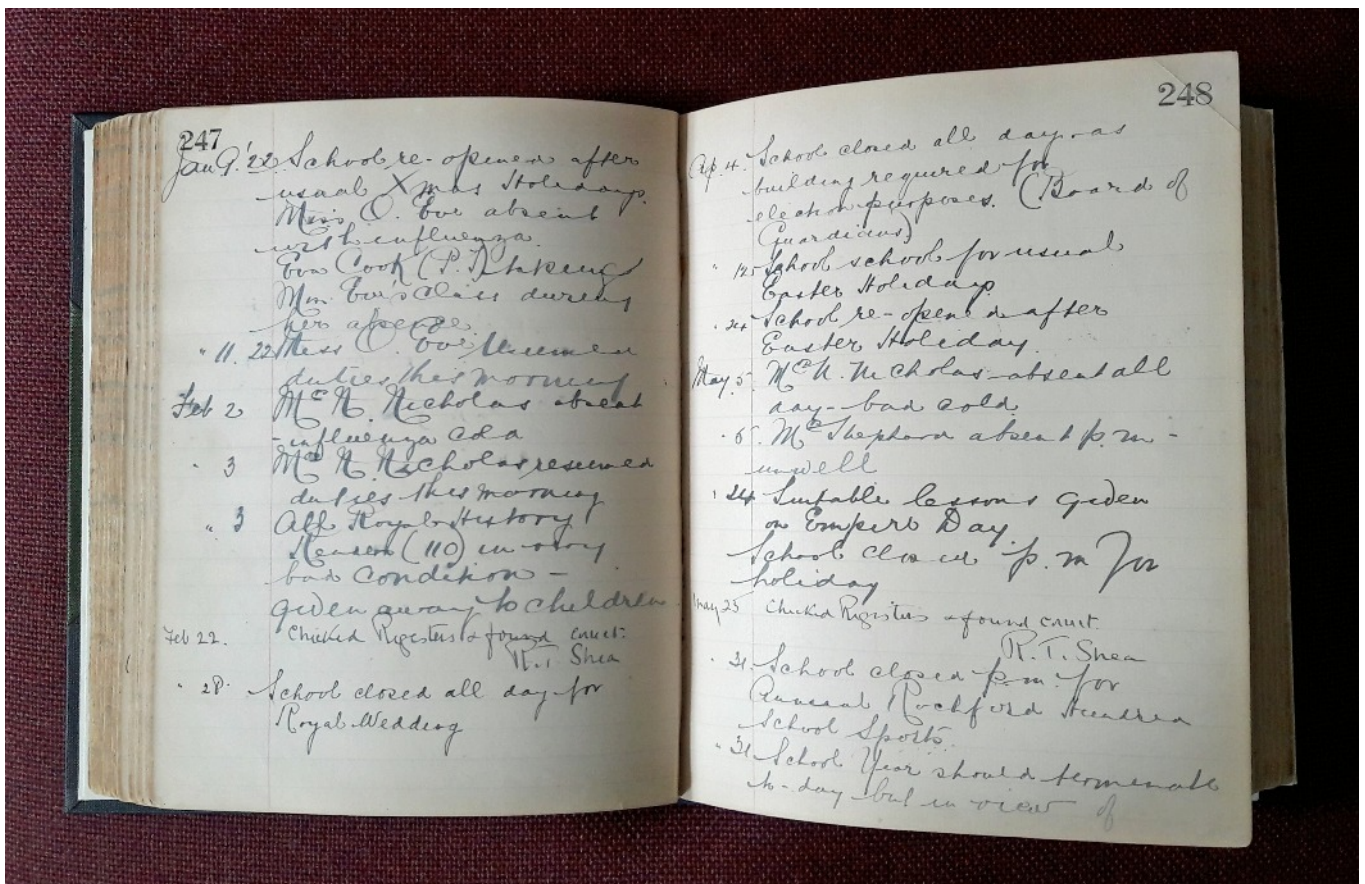 247
Jan 9. '22. School re-opened after
usual Xmas Holidays.
Miss O. Eve absent
with influenza.
Eva Cook (P.T.) taking
Miss Eve's Class during
her absence.
" 11. 22 Miss O. Eve resumed
duties this morning
Feb 2 Mr N. Nicholas absent
- influenza cold
" 3 Mr N. Nicholas resumed
duties this morning
" 3 All Royal History
Readers (110) in very
bad condition -
given away to children
Feb 22. Checked Registers & found correct.
R. T. Shea
" 28. School closed all day for
Royal Wedding
248
Ap. 4. School closed all day as
building required for
election purposes. (Board of
Guardians)
" 12 School school for usual
Easter Holidays
" 24 School re-opened after
Easter Holiday.
May 5. Mr N. Nicholas absent all
day - bad cold.
Mr Shepherd absent p.m -
unwell
" 24 Suitable lessons given
on Empire Day.
School closed p.m for
holiday
May 25 Checked Registers & found correct.
R. T. Shea
" 31. School closed p.m. for
Annual Rochford Hundred
School Sports.
" 31. School Year should terminate
to-day but in view of